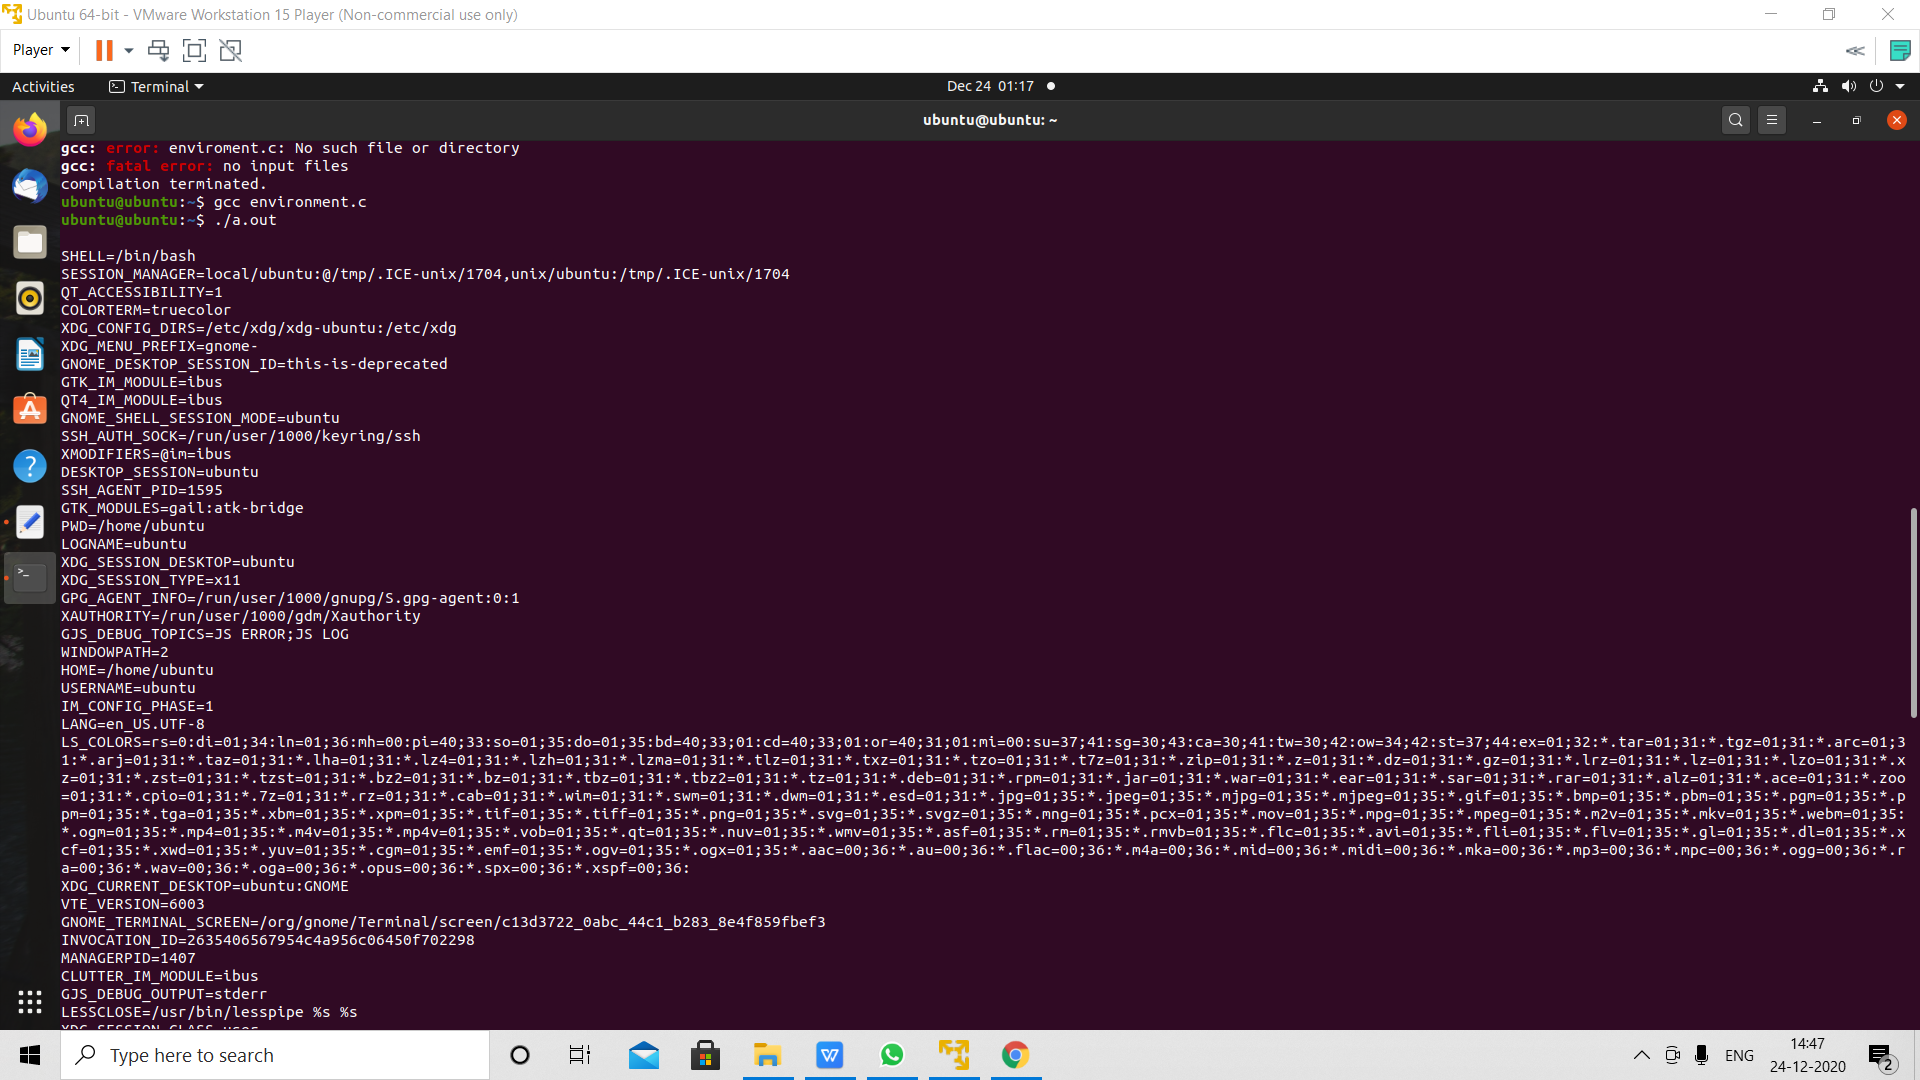 Ubuntu 64-bit - VMware Workstation 15 Player (Non-commercial use only)
Player
Activities
Terminal
Dec 24 01:17
ubuntu@ubuntu: ~
gcc: error: enviroment.c: No such file or directory
gcc: fatal error: no input files
compilation terminated.
ubuntu@ubuntu:~$ gcc environment.c
ubuntu@ubuntu:~$ ./a.out
SHELL=/bin/bash
SESSION_MANAGER=local/ubuntu:@/tmp/.ICE-unix/1704,unix/ubuntu:/tmp/.ICE-unix/1704
QT_ACCESSIBILITY=1
COLORTERM=truecolor
XDG_CONFIG_DIRS=/etc/xdg/xdg-ubuntu:/etc/xdg
XDG_MENU_PREFIX=gnome-
GNOME_DESKTOP_SESSION_ID=this-is-deprecated
GTK_IM_MODULE=ibus
QT4_IM_MODULE=ibus
GNOME_SHELL_SESSION_MODE=ubuntu
SSH_AUTH_SOCK=/run/user/1000/keyring/ssh
XMODIFIERS=@im=ibus
DESKTOP_SESSION=ubuntu
SSH_AGENT_PID=1595
GTK_MODULES=gail:atk-bridge
PWD=/home/ubuntu
LOGNAME=ubuntu
XDG_SESSION_DESKTOP=ubuntu
XDG_SESSION_TYPE=x11
GPG_AGENT_INFO=/run/user/1000/gnupg/S.gpg-agent:0:1
XAUTHORITY=/run/user/1000/gdm/Xauthority
GJS_DEBUG_TOPICS=JS ERROR;JS LOG
WINDOWPATH=2
HOME=/home/ubuntu
USERNAME=ubuntu
IM_CONFIG_PHASE=1
LANG=en_US.UTF-8
LS_COLORS=rs=0:di=01;34:ln=01;36:mh=00:pi=40;33:so=01;35:do=01;35:bd=40;33;01:cd=40;33;01:or=40;31;01:mi=00:su=37;41:sg=30;43:ca=30;41:tw=30;42:ow=34;42:st=37;44:ex=01;32:*.tar=01;31:*.tgz=01;31:*.arc=01;3
1:*.arj=01;31:*.taz=01;31:*.lha=01;31:*.lz4=01;31:*.lzh=01;31:*.lzma=01;31:*.tlz=01;31:*.txz=01;31:*.tzo=01;31:*.t7z=01;31:*.zip=01;31:*.z=01;31:*.dz=01;31:*.gz=01;31:*.lrz=01;31:*.lz=01;31:*.lzo=01;31:*.x
z=01;31:*.zst=01;31:*.tzst=01;31:*.bz2=01;31:*.bz=01;31:*.tbz=01;31:*.tbz2=01;31:*.tz=01;31:*.deb=01;31:*.rpm=01;31:*.jar=01;31:*.war=01;31:*.ear=01;31:*.sar=01;31:*.rar=01;31:*.alz=01;31:*.ace=01;31:*.zoo
=01;31:*.cpio=01;31:*.7z=01;31:*.rz=01;31:*.cab=01;31:*.wim=01;31:*.swm=01;31:*.dwm=01;31:*.esd=01;31:*.jpg=01;35:*.jpeg=01;35:*.mjpg=01;35:*.mjpeg=01;35:*.gif=01;35:*.bmp=01;35:*.pbm=01;35:*.pgm=01;35:*.p
pm=01;35:*.tga=01;35:*.xbm=01;35:*.xpm=01;35:*.tif=01;35:*.tiff=01;35:*.png=01;35:*.svg=01;35:*.svgz=01;35:*.mng=01;35:*.pcx=01;35:*.mov=01;35:*.mpg=01;35:*.mpeg=01;35:*.m2v=01;35:*.mkv=01;35:*.webm=01;35:
*.ogm=01;35:*.mp4=01;35:*.m4v=01;35:*.mp4v=01;35:*.vob=01;35:*.qt=01;35:*.nuv=01;35:*.wmv=01;35:*.asf=01;35:*.rm=01;35:*.rmvb=01;35:*.flc=01;35:*.avi=01;35:*.fli=01;35:*.flv=01;35:*.gl=01;35:*.dl=01;35:*.x
cf=01;35:*.xwd=01;35:*.yuv=01;35:*.cgm=01;35:*.emf=01;35:*.ogv=01;35:*.ogx=01;35:*.aac=00;36:*.au=00;36:*.flac=00;36:*.m4a=00;36:*.mid=00;36:*.midi=00;36:*.mka=00;36:*.mp3=00;36:*.mpc=00;36:*.ogg=00;36:*.r
a=00;36:*.wav=00;36:*.oga=00;36:*.opus=00;36:*.spx=00;36:*.xspf=00;36:
XDG_CURRENT_DESKTOP=ubuntu:GNOME
VTE_VERSION=6003
GNOME_TERMINAL_SCREEN=/org/gnome/Terminal/screen/c13d3722_0abc_44c1_b283_8e4f859fbef3
INVOCATION_ID=2635406567954c4a956c06450f702298
MANAGERPID=1407
CLUTTER_IM_MODULE=ibus
GJS_DEBUG_OUTPUT=stderr
LESSCLOSE=/usr/bin/lesspipe %s %s
XDG_SESSION_CLASS=user
Type here to search
ENG
14:47
24-12-2020
2